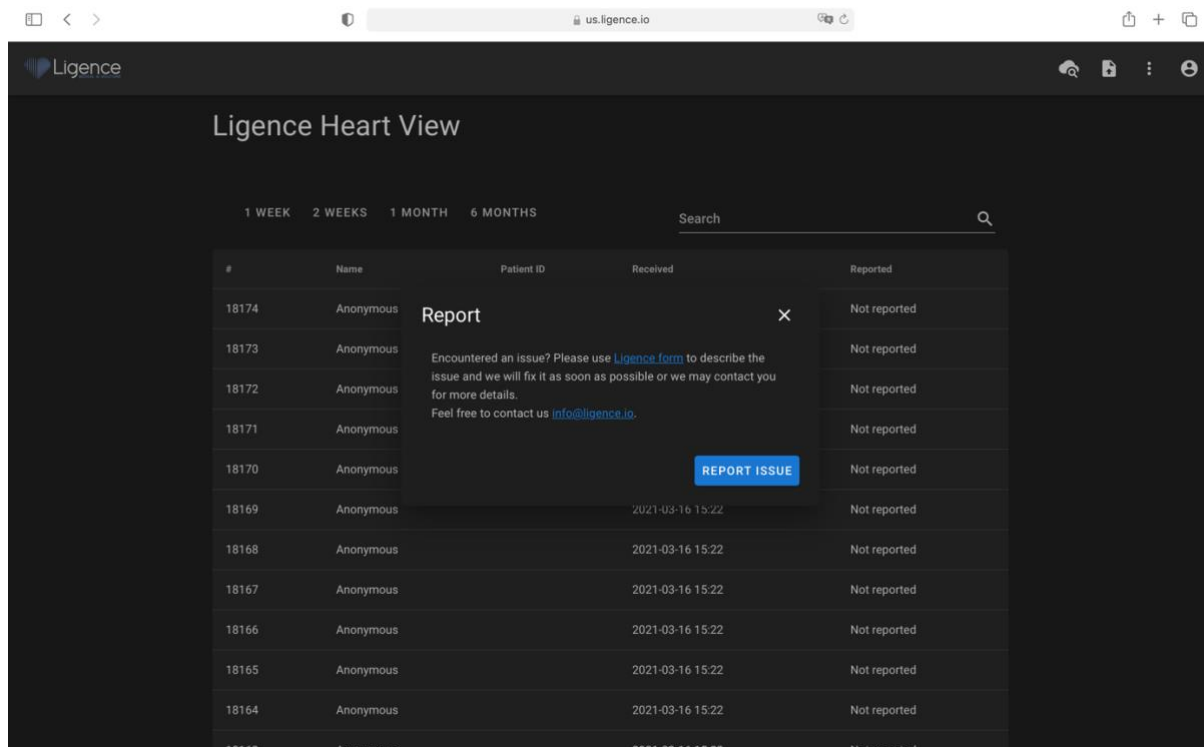 us.ligence.io
Ligence
Ligence Heart View
1 WEEK 2 WEEKS 1 MONTH 6 MONTHS
Search
# Name Patient ID Received Reported
18174 Anonymous Not reported
18173 Anonymous Not reported
18172 Anonymous Not reported
18171 Anonymous Not reported
18170 Anonymous Not reported
Report
Encountered an issue? Please use Ligence form to describe the
issue and we will fix it as soon as possible or we may contact you
for more details.
Feel free to contact us info@ligence.io.
REPORT ISSUE
18169 Anonymous 2021-03-16 15:22 Not reported
18168 Anonymous 2021-03-16 15:22 Not reported
18167 Anonymous 2021-03-16 15:22 Not reported
18166 Anonymous 2021-03-16 15:22 Not reported
18165 Anonymous 2021-03-16 15:22 Not reported
18164 Anonymous 2021-03-16 15:22 Not reported